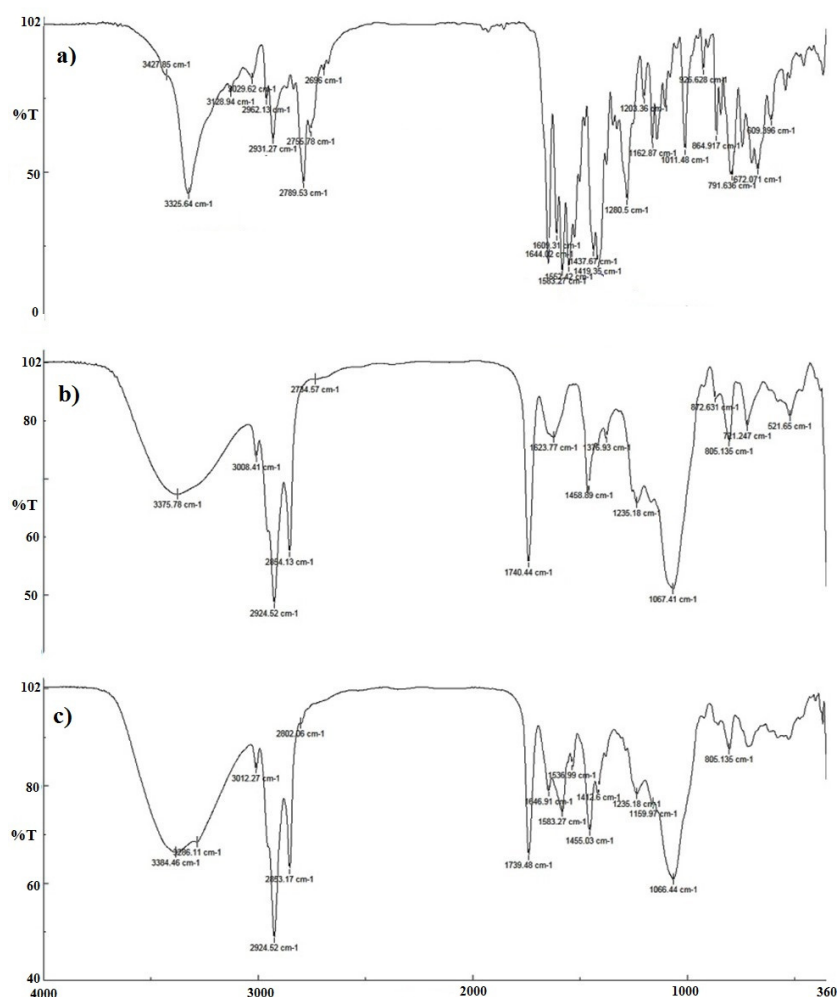 102
a)
%T
50
0
3427.85 cm-1
3325.64 cm-1
3128.94 cm-1
3029.62 cm-1
2962.13 cm-1
2931.27 cm-1
2789.53 cm-1
2755.78 cm-1
2696 cm-1
1644.02 cm-1
1609.31 cm-1
1583.27 cm-1
1552.42 cm-1
1437.67 cm-1
1419.35 cm-1
1280.5 cm-1
1203.36 cm-1
1162.87 cm-1
1011.48 cm-1
926.628 cm-1
864.917 cm-1
791.636 cm-1
672.071 cm-1
609.396 cm-1
102
b)
80
%T
60
50
3375.78 cm-1
3008.41 cm-1
2924.52 cm-1
2854.13 cm-1
2734.57 cm-1
1740.44 cm-1
1623.77 cm-1
1458.89 cm-1
1376.93 cm-1
1235.18 cm-1
1067.41 cm-1
872.631 cm-1
805.135 cm-1
721.247 cm-1
521.65 cm-1
102
c)
80
%T
60
40
3384.46 cm-1
3286.11 cm-1
3012.27 cm-1
2924.52 cm-1
2853.17 cm-1
2802.06 cm-1
1739.48 cm-1
1646.91 cm-1
1583.27 cm-1
1536.99 cm-1
1455.03 cm-1
1412.6 cm-1
1235.18 cm-1
1159.97 cm-1
1066.44 cm-1
805.135 cm-1
4000 3000 2000 1000 360